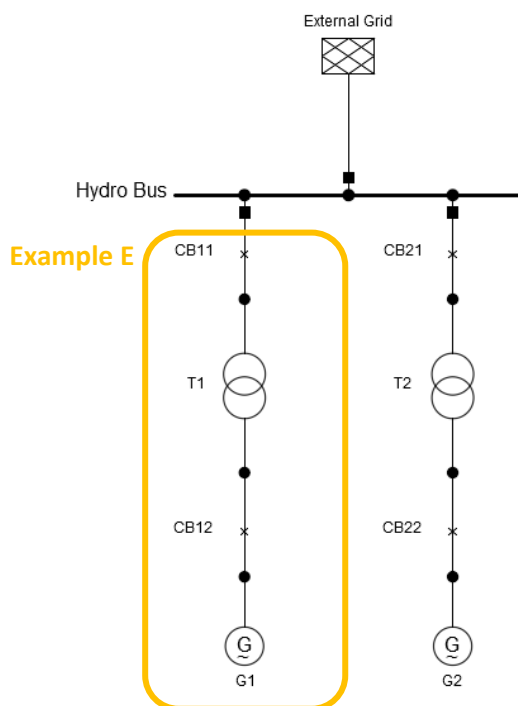 External Grid
Hydro Bus
Example E
CB11
CB21
T1
T2
CB12
CB22
G
~
G
~
G1
G2